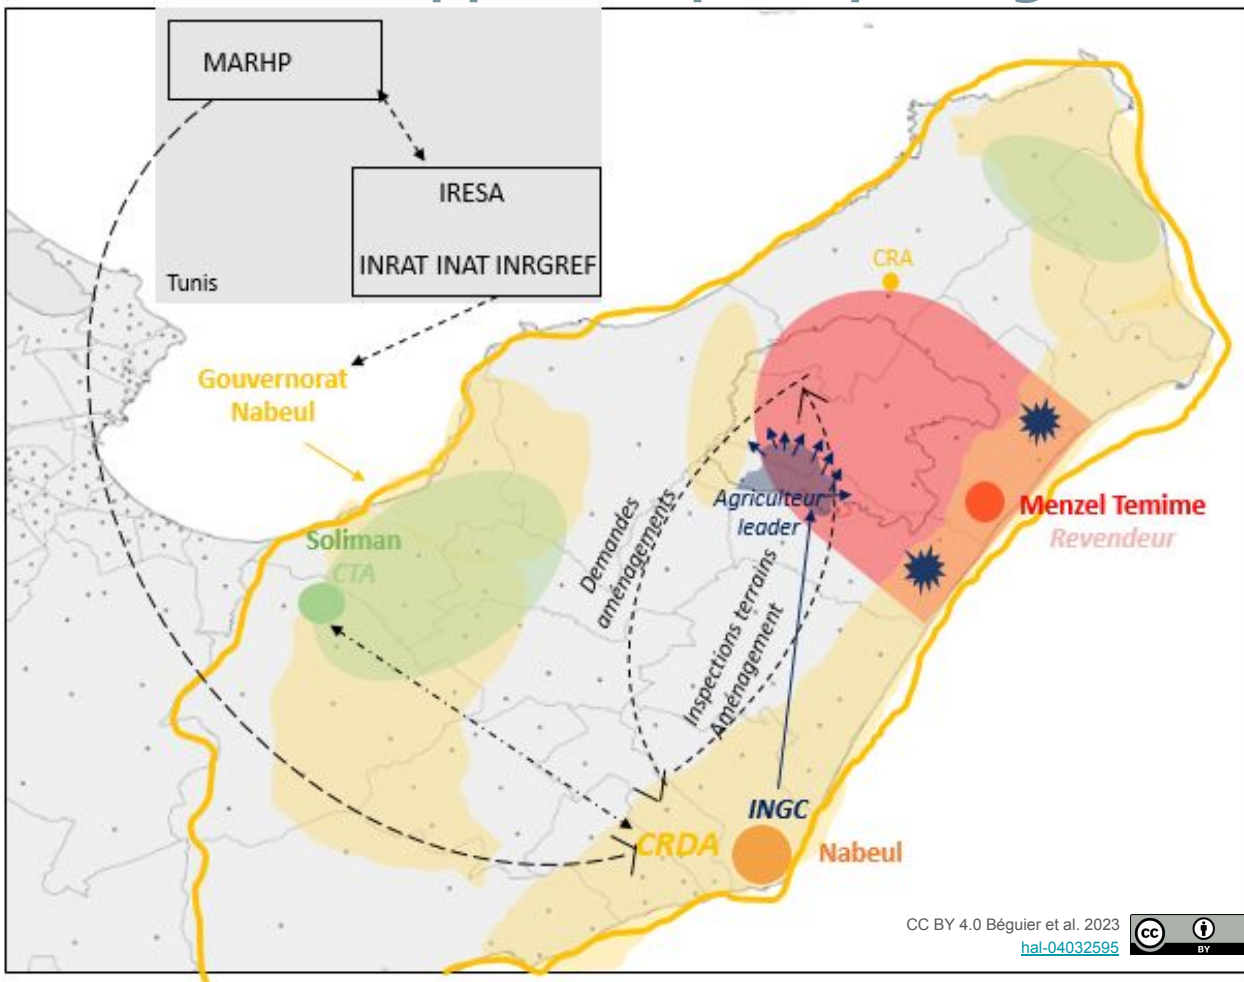 MARHP
IRESA
INRAT INAT INRGREF
Tunis
CRA
Gouvernorat
Nabeul
Agriculteur
leader
Menzel Temime
Revendeur
Soliman
CTA
Demandes
aménagements
Inspections terrains
Aménagement
INGC
CRDA
Nabeul
CC BY 4.0 Béguier et al. 2023
hal-04032595
cc
BY